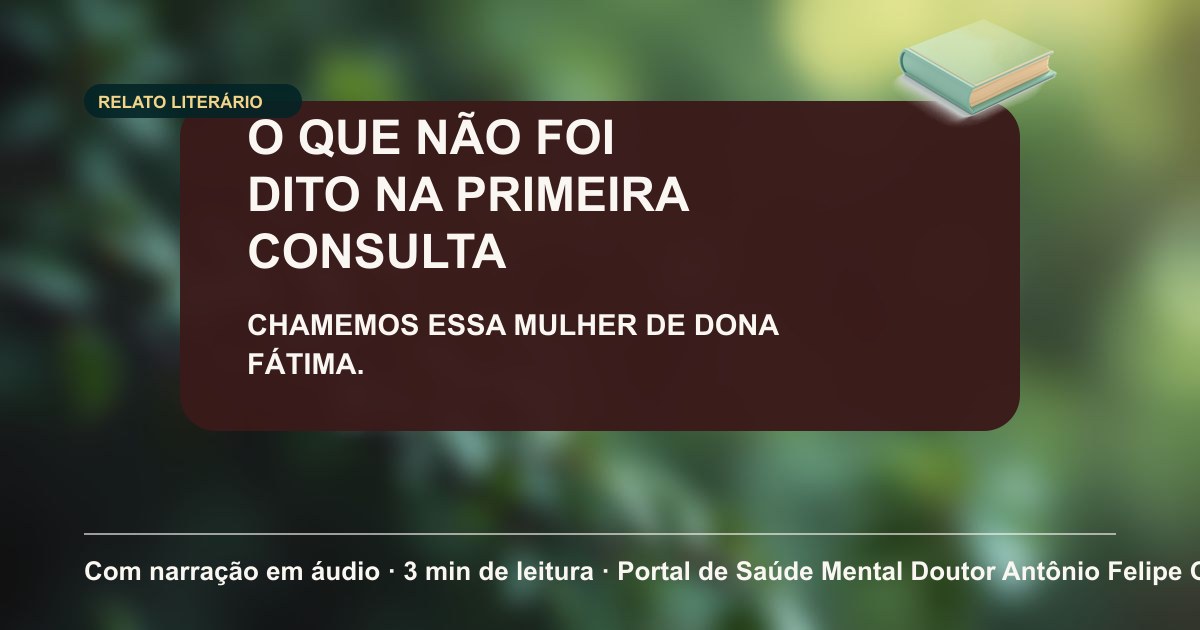 RELATO LITERÁRIO
O QUE NÃO FOI
DITO NA PRIMEIRA
CONSULTA
CHAMEMOS ESSA MULHER DE DONA
FÁTIMA.
Com narração em áudio · 3 min de leitura · Portal de Saúde Mental Doutor Antônio Felipe